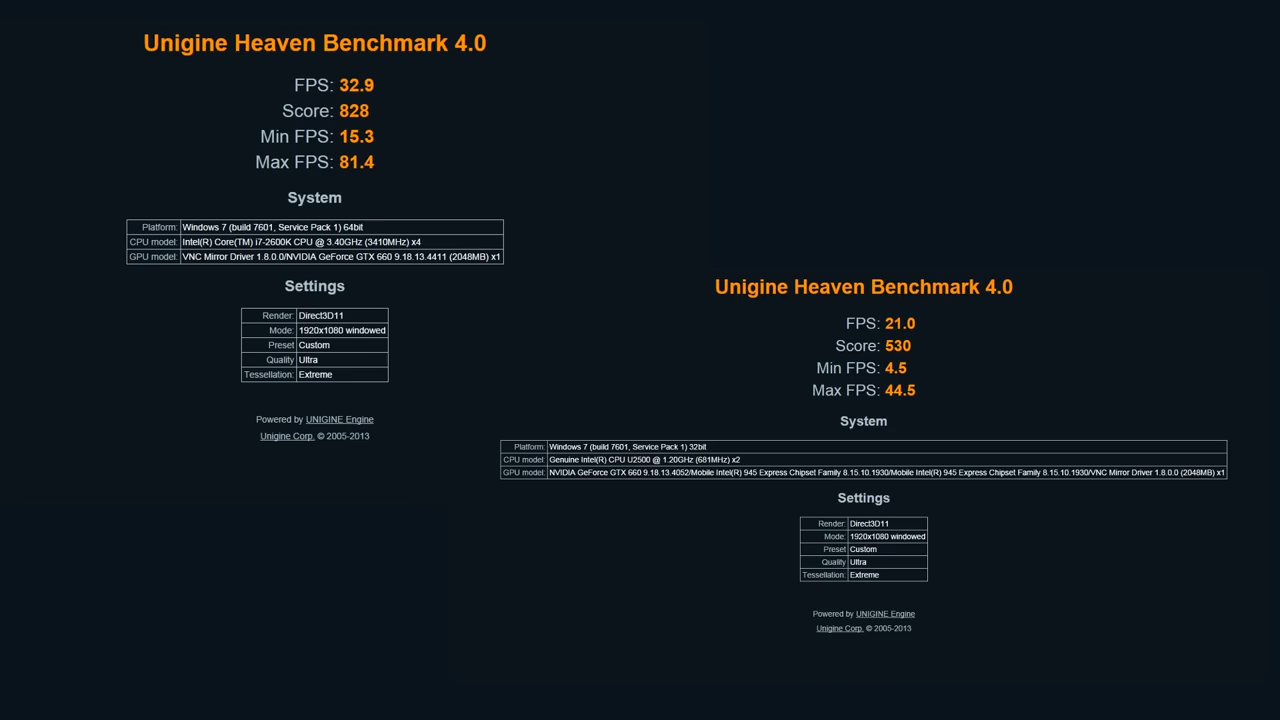 Unigine Heaven Benchmark 4.0
FPS: 32.9
Score: 828
Min FPS: 15.3
Max FPS: 81.4
System
Platform: Windows 7 (build 7601, Service Pack 1) 64bit
CPU model: Intel(R) Core(TM) i7-2600K CPU @ 3.40GHz (3410MHz) x4
GPU model: VNC Mirror Driver 1.8.0.0/NVIDIA GeForce GTX 660 9.18.13.4411 (2048MB) x1
Settings
Render: Direct3D11
Mode: 1920x1080 windowed
Preset Custom
Quality Ultra
Tessellation: Extreme
Powered by UNIGINE Engine
Unigine Corp. © 2005-2013
Unigine Heaven Benchmark 4.0
FPS: 21.0
Score: 530
Min FPS: 4.5
Max FPS: 44.5
System
Platform: Windows 7 (build 7601, Service Pack 1) 32bit
CPU model: Genuine Intel(R) CPU U2500 @ 1.20GHz (681MHz) x2
GPU model: NVIDIA GeForce GTX 660 9.18.13.4052/Mobile Intel(R) 945 Express Chipset Family 8.15.10.1930/Mobile Intel(R) 945 Express Chipset Family 8.15.10.1930/VNC Mirror Driver 1.8.0.0 (2048MB) x1
Settings
Render: Direct3D11
Mode: 1920x1080 windowed
Preset Custom
Quality Ultra
Tessellation: Extreme
Powered by UNIGINE Engine
Unigine Corp. © 2005-2013